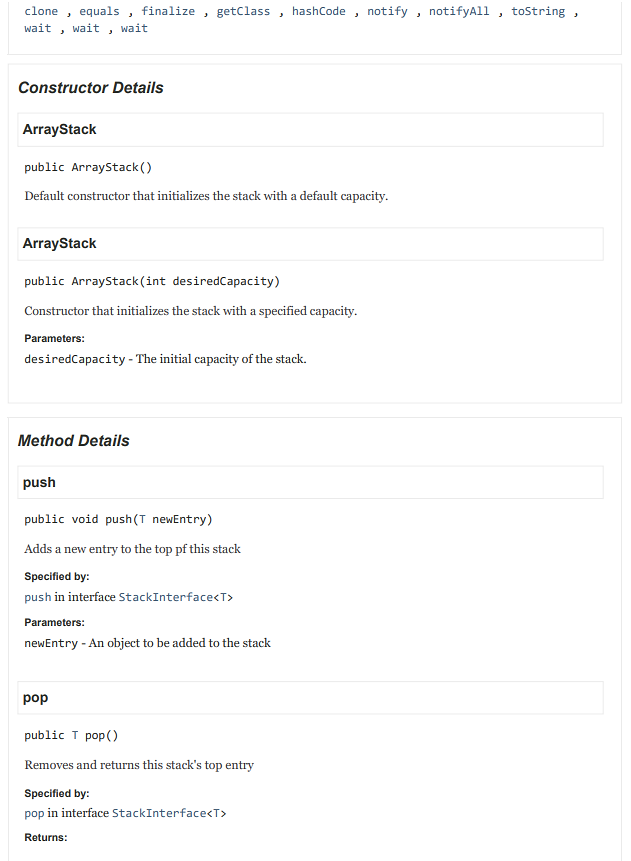 clone , equals , finalize , getClass , hashCode , notify , notifyAll , toString ,
wait , wait , wait
Constructor Details
ArrayStack
public ArrayStack()
Default constructor that initializes the stack with a default capacity.
ArrayStack
public ArrayStack(int desiredCapacity)
Constructor that initializes the stack with a specified capacity.
Parameters:
desiredCapacity - The initial capacity of the stack.
Method Details
push
public void push(T newEntry)
Adds a new entry to the top pf this stack
Specified by:
push in interface StackInterface<T>
Parameters:
newEntry - An object to be added to the stack
pop
public T pop()
Removes and returns this stack's top entry
Specified by:
pop in interface StackInterface<T>
Returns: